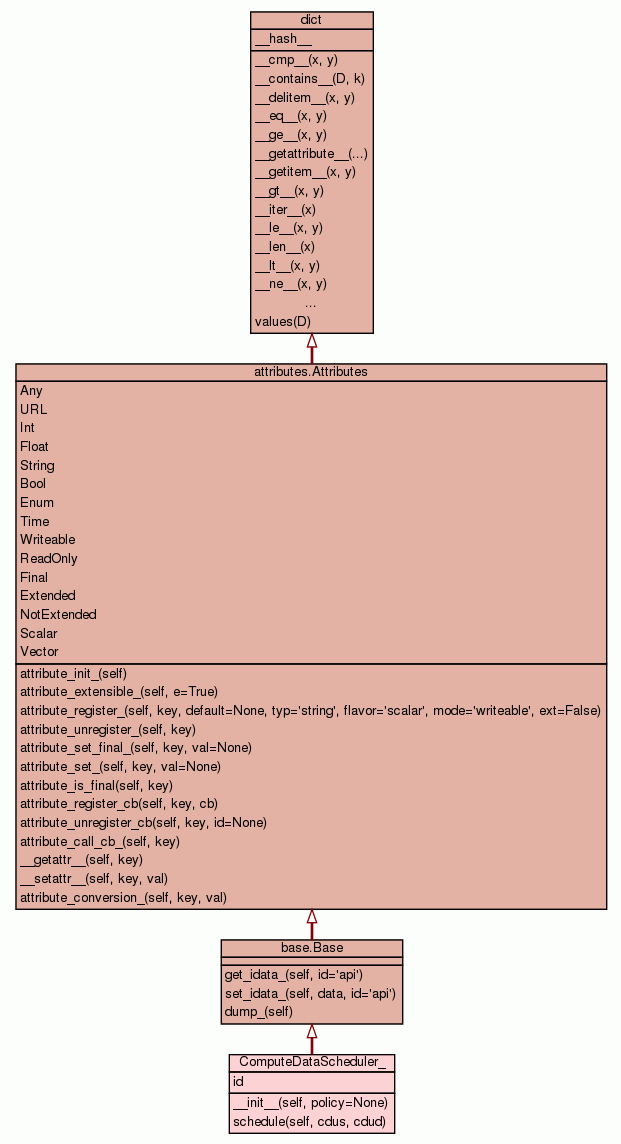 dict
__hash__
__cmp__(x, y)
__contains__(D, k)
__delitem__(x, y)
__eq__(x, y)
__ge__(x, y)
__getattribute__(...)
__getitem__(x, y)
__gt__(x, y)
__iter__(x)
__le__(x, y)
__len__(x)
__lt__(x, y)
__ne__(x, y)
...
values(D)
attributes.Attributes
Any
URL
Int
Float
String
Bool
Enum
Time
Writeable
ReadOnly
Final
Extended
NotExtended
Scalar
Vector
attribute_init_(self)
attribute_extensible_(self, e=True)
attribute_register_(self, key, default=None, typ='string', flavor='scalar', mode='writeable', ext=False)
attribute_unregister_(self, key)
attribute_set_final_(self, key, val=None)
attribute_set_(self, key, val=None)
attribute_is_final(self, key)
attribute_register_cb(self, key, cb)
attribute_unregister_cb(self, key, id=None)
attribute_call_cb_(self, key)
__getattr__(self, key)
__setattr__(self, key, val)
attribute_conversion_(self, key, val)
base.Base
get_idata_(self, id='api')
set_idata_(self, data, id='api')
dump_(self)
ComputeDataScheduler_
id
__init__(self, policy=None)
schedule(self, cdus, cdud)